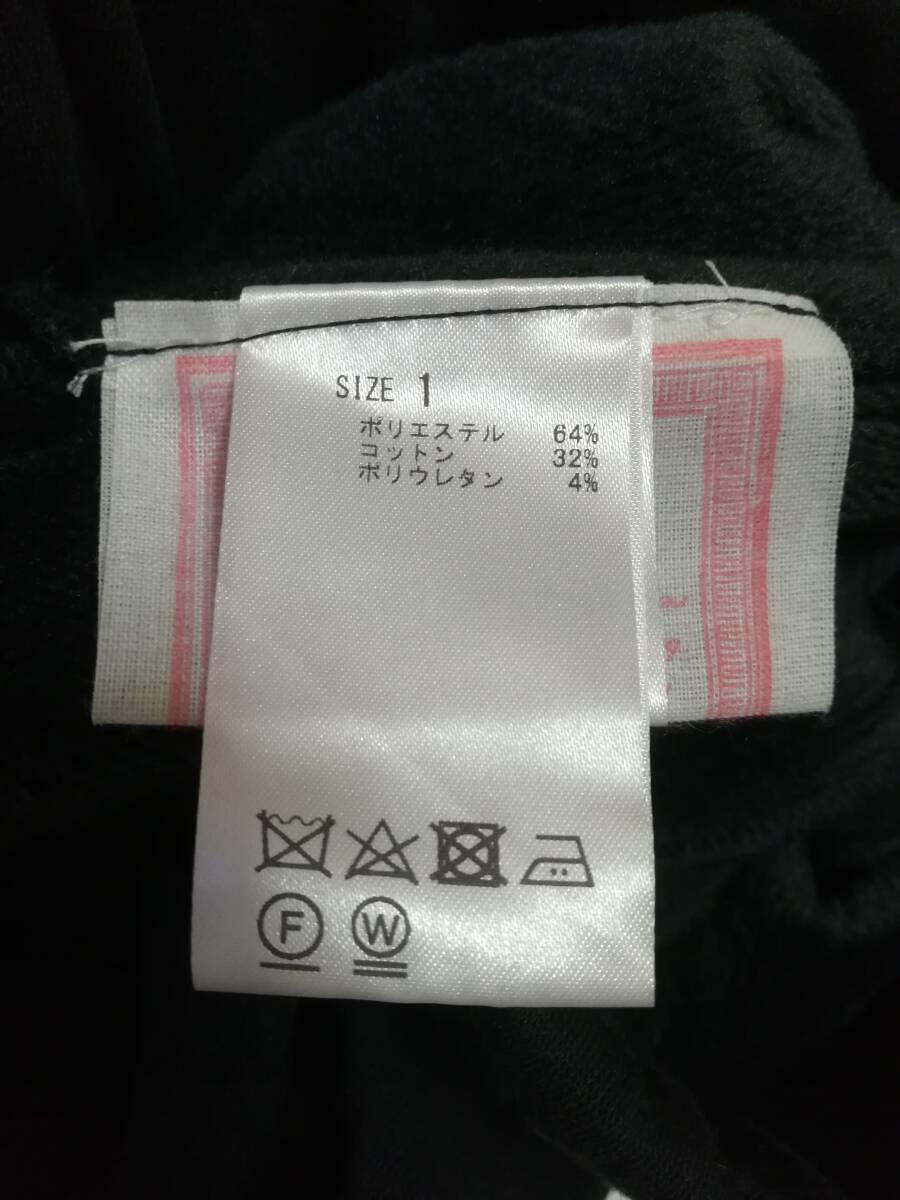 SIZE 1
ポリエステル 64%
コットン 32%
ポリウレタン 4%
F W